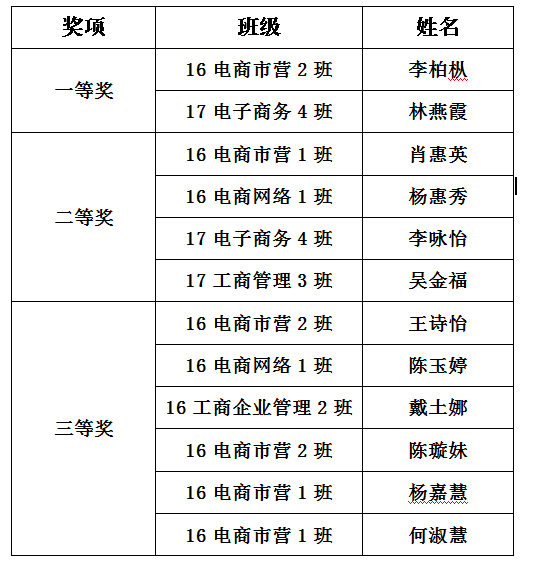 奖项 班级 姓名
一等奖 16 电商市营 2 班 李柏枞
17 电子商务 4 班 林燕霞
二等奖 16 电商市营 1 班 肖惠英
16 电商网络 1 班 杨惠秀
17 电子商务 4 班 李咏怡
17 工商管理 3 班 吴金福
三等奖 16 电商市营 2 班 王诗怡
16 电商网络 1 班 陈玉婷
16 工商企业管理 2 班 戴土娜
16 电商市营 2 班 陈璇妹
16 电商市营 1 班 杨嘉慧
16 电商市营 1 班 何淑慧